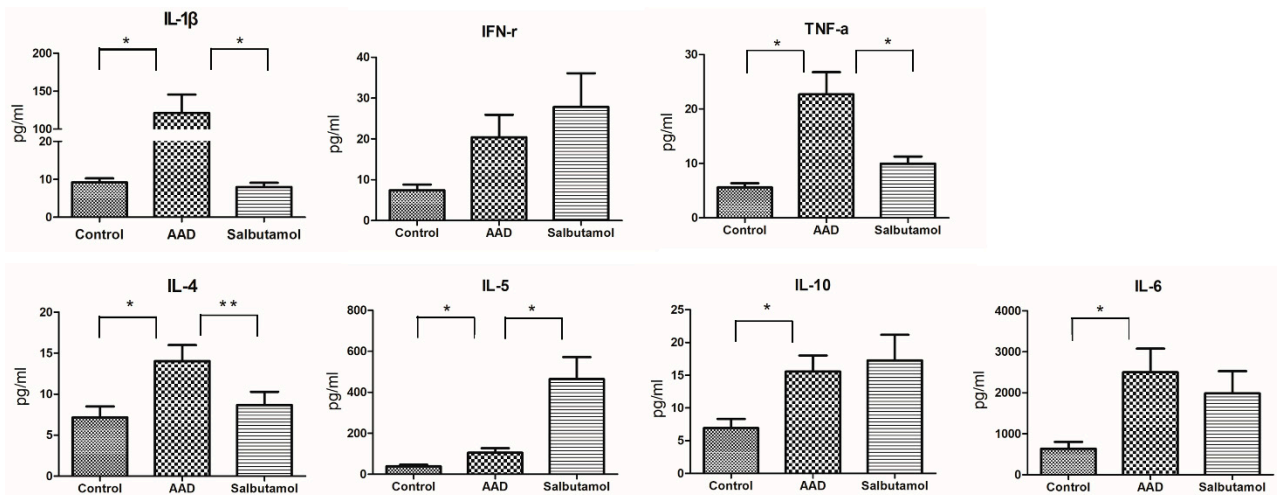 IL-1β
*
*
200
150
100
20
10
0
pg/ml
Control
AAD
Salbutamol
IFN-r
40
30
20
10
0
pg/ml
Control
AAD
Salbutamol
TNF-a
*
*
30
20
10
0
pg/ml
Control
AAD
Salbutamol
IL-4
*
**
20
15
10
5
0
pg/ml
Control
AAD
Salbutamol
IL-5
*
*
800
600
400
200
0
pg/ml
Control
AAD
Salbutamol
IL-10
*
25
20
15
10
5
0
pg/ml
Control
AAD
Salbutamol
IL-6
*
4000
3000
2000
1000
0
pg/ml
Control
AAD
Salbutamol